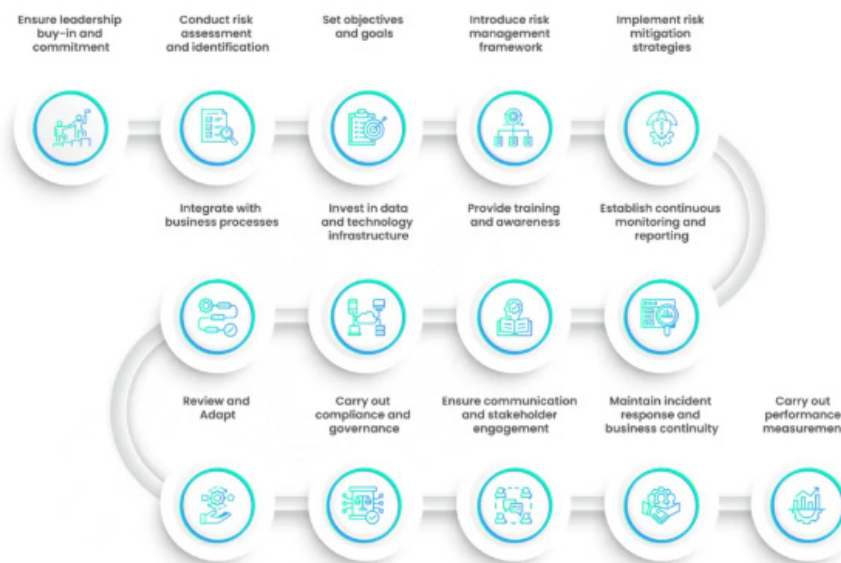 Ensure leadership
buy-in and
commitment
Conduct risk
assessment
and identification
Set objectives
and goals
Introduce risk
management
framework
Implement risk
mitigation
strategies
Integrate with
business processes
Invest in data
and technology
infrastructure
Provide training
and awareness
Establish continuous
monitoring and
reporting
Review and
Adapt
Carry out
compliance and
governance
Ensure communication
and stakeholder
engagement
Maintain incident
response and
business continuity
Carry out
performance
measuremen